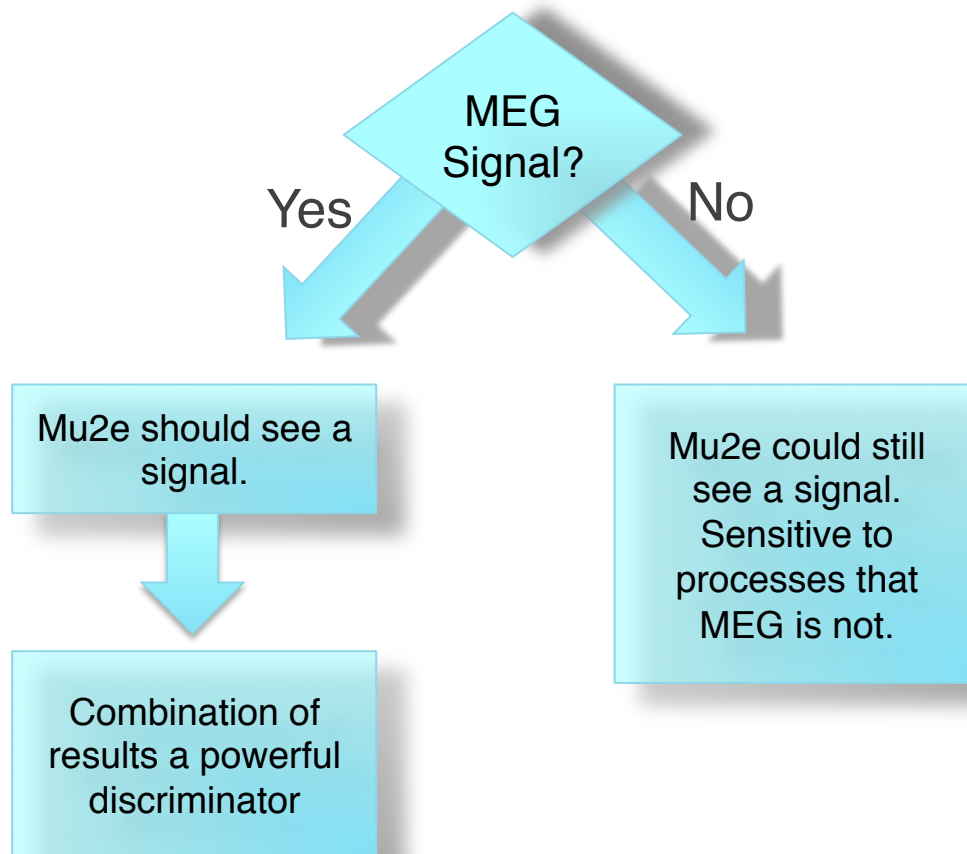 MEG
Signal?
Yes
No
Mu2e should see a
signal.
Mu2e could still
see a signal.
Sensitive to
processes that
MEG is not.
Combination of
results a powerful
discriminator